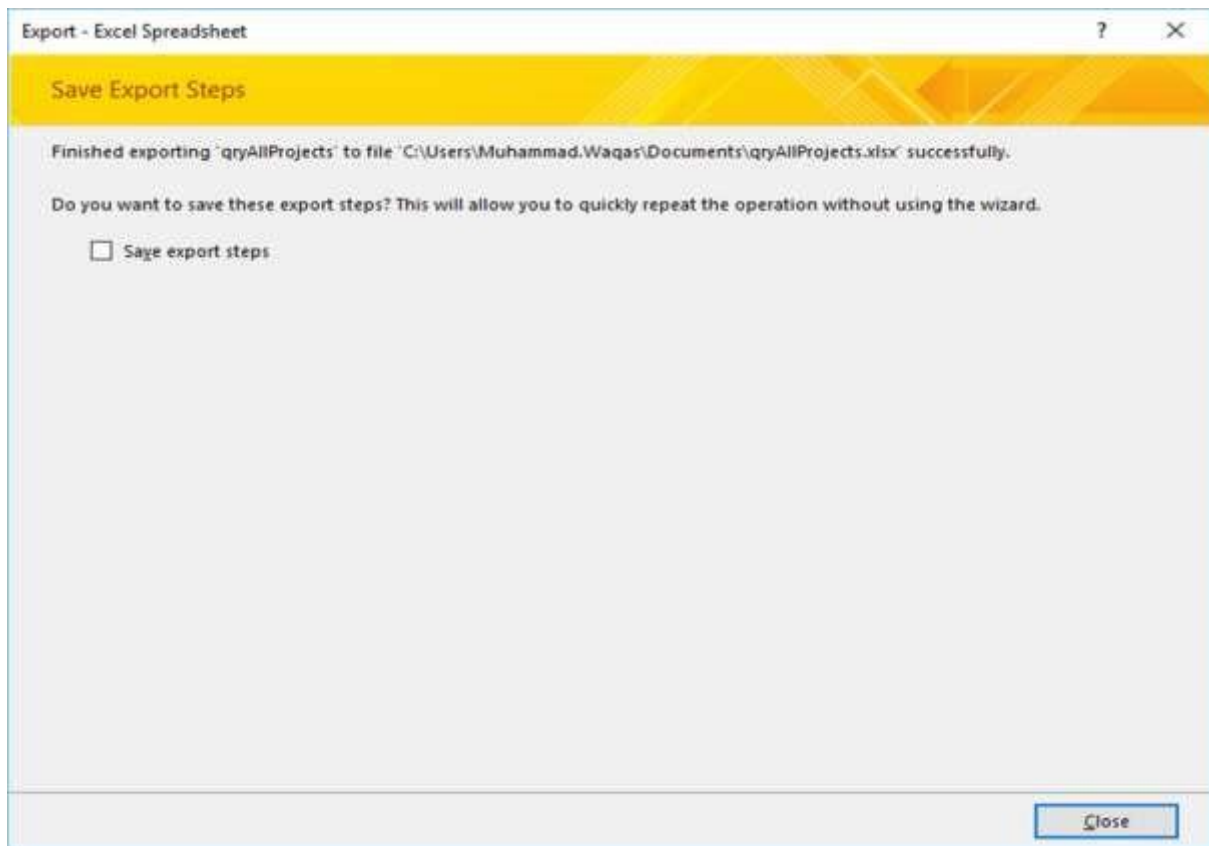 Export - Excel Spreadsheet
?
Save Export Steps
Finished exporting 'qryAllProjects' to file 'C:\Users\Muhammad.Waqas\Documents\qryAllProjects.xlsx' successfully.
Do you want to save these export steps? This will allow you to quickly repeat the operation without using the wizard.
Save export steps
Close